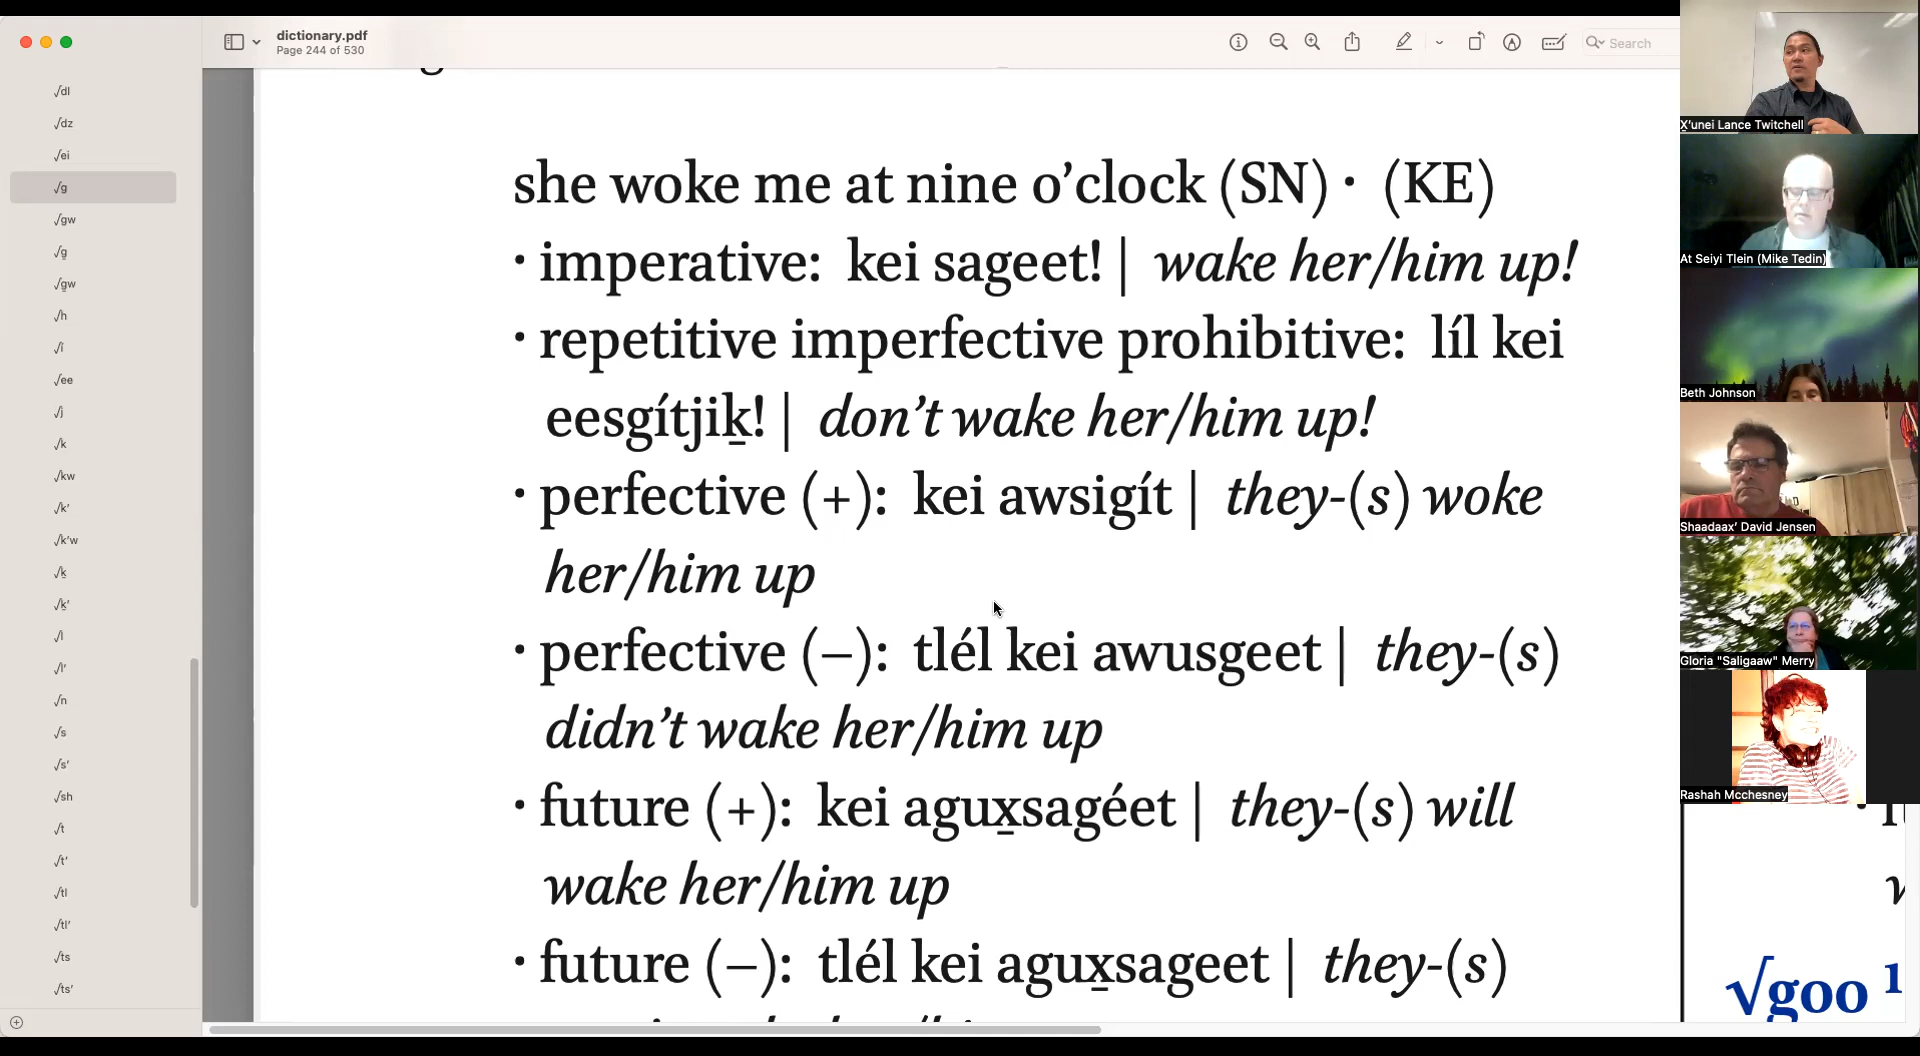 dictionary.pdf
Page 244 of 530
Search
√dl
√dz
√ei
√g
√gw
√g̱
√g̱w
√h
√i
√ee
√j
√k
√kw
√k’
√k’w
√ḵ
√ḵ’
√l
√l’
√n
√s
√s’
√sh
√t
√t’
√tl
√tl’
√ts
√ts’
she woke me at nine o’clock (SN) · (KE)
· imperative: kei sageet! | wake her/him up!
· repetitive imperfective prohibitive: líl kei
eesgítjiḵ! | don’t wake her/him up!
· perfective (+): kei awsigít | they-(s) woke
her/him up
· perfective (–): tlél kei awusgeet | they-(s)
didn’t wake her/him up
· future (+): kei agux̱sagéet | they-(s) will
wake her/him up
· future (–): tlél kei agux̱sageet | they-(s)
√goo 1
X̱’unei Lance Twitchell
At Seiyi Tlein (Mike Tedin)
Beth Johnson
Shaadaax’ David Jensen
Gloria "Saligaaw" Merry
Rashah Mcchesney